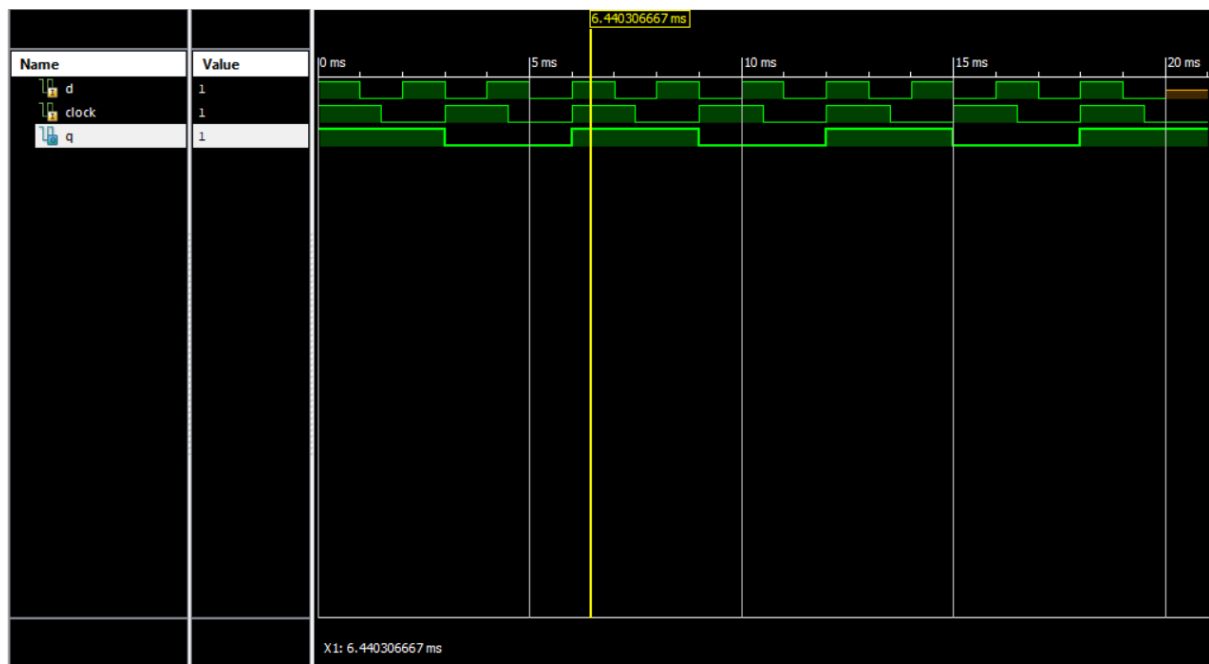 6.440306667 ms
Name Value
0 ms 5 ms 10 ms 15 ms 20 ms
d 1
clock 1
q 1
X1: 6.440306667 ms